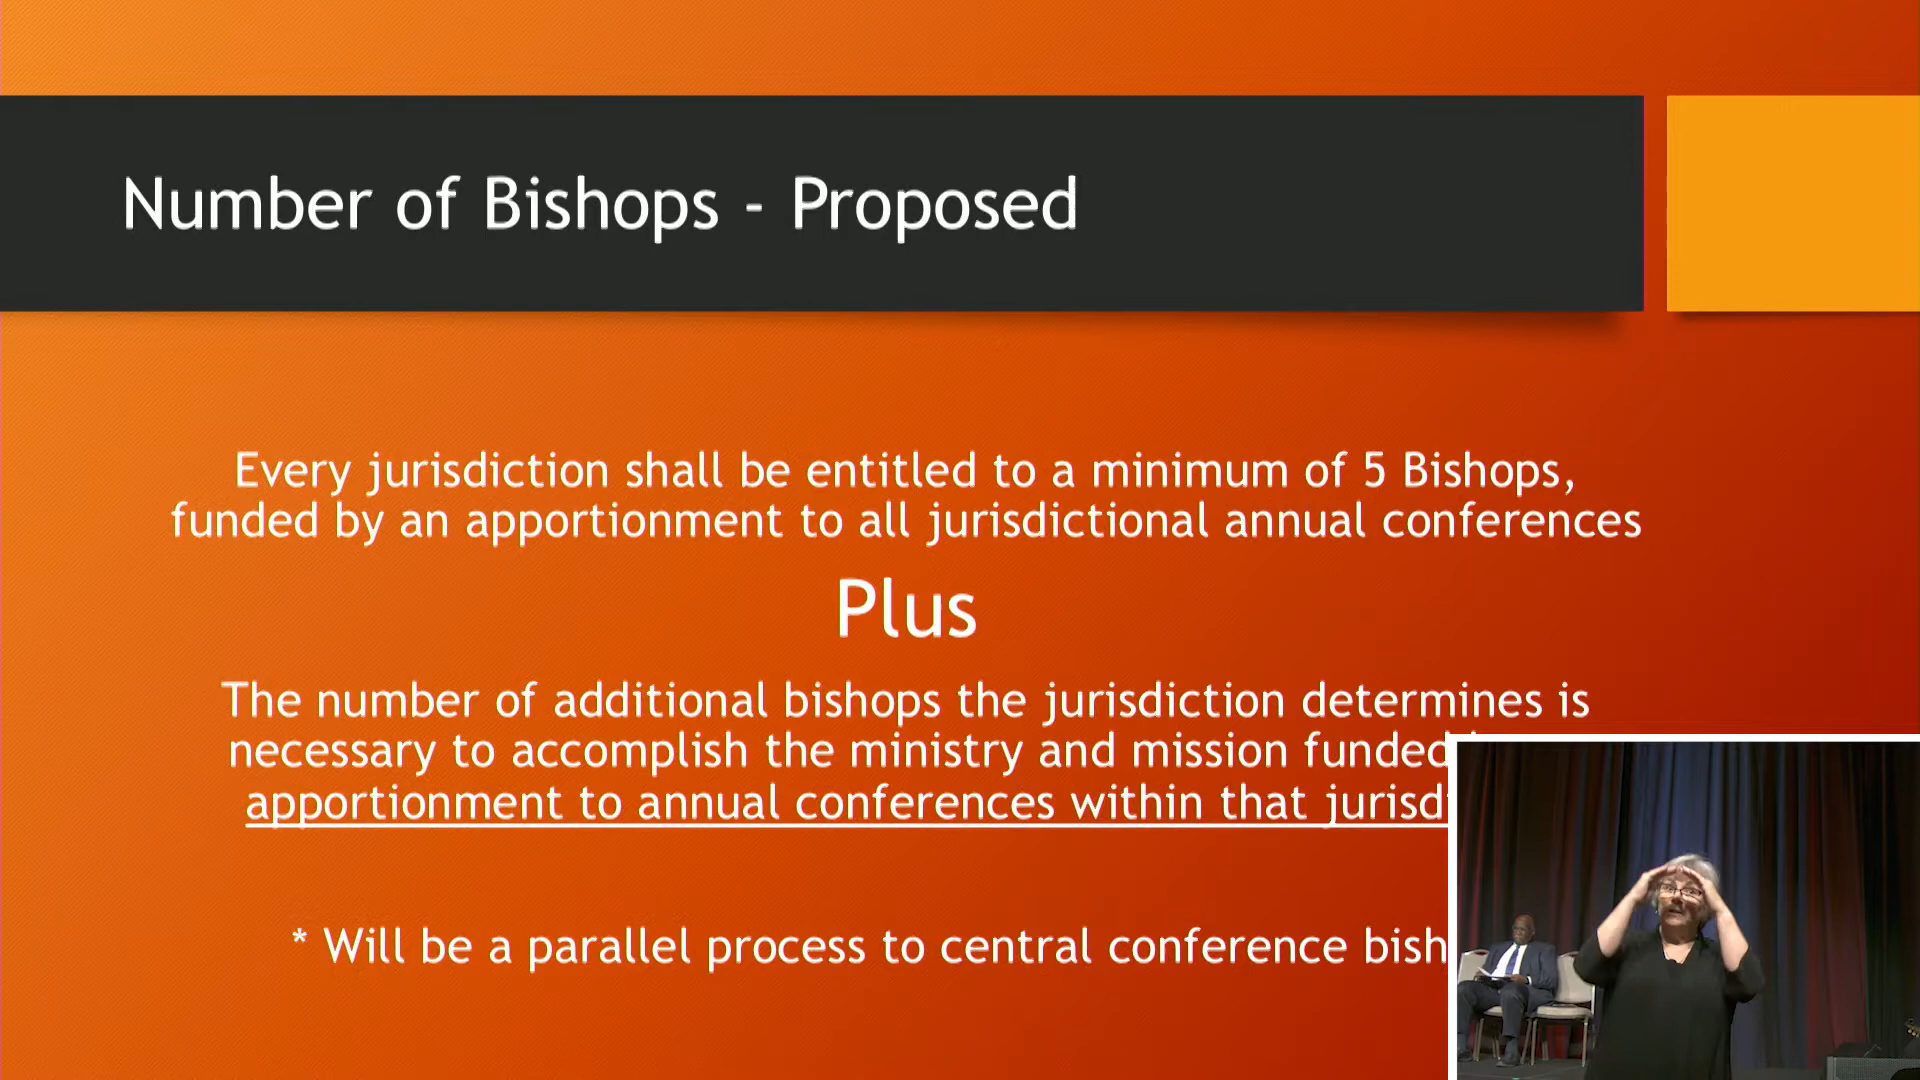 Number of Bishops - Proposed
Every jurisdiction shall be entitled to a minimum of 5 Bishops,
funded by an apportionment to all jurisdictional annual conferences
Plus
The number of additional bishops the jurisdiction determines is
necessary to accomplish the ministry and mission funded
apportionment to annual conferences within that
* Will be a parallel process to central conference